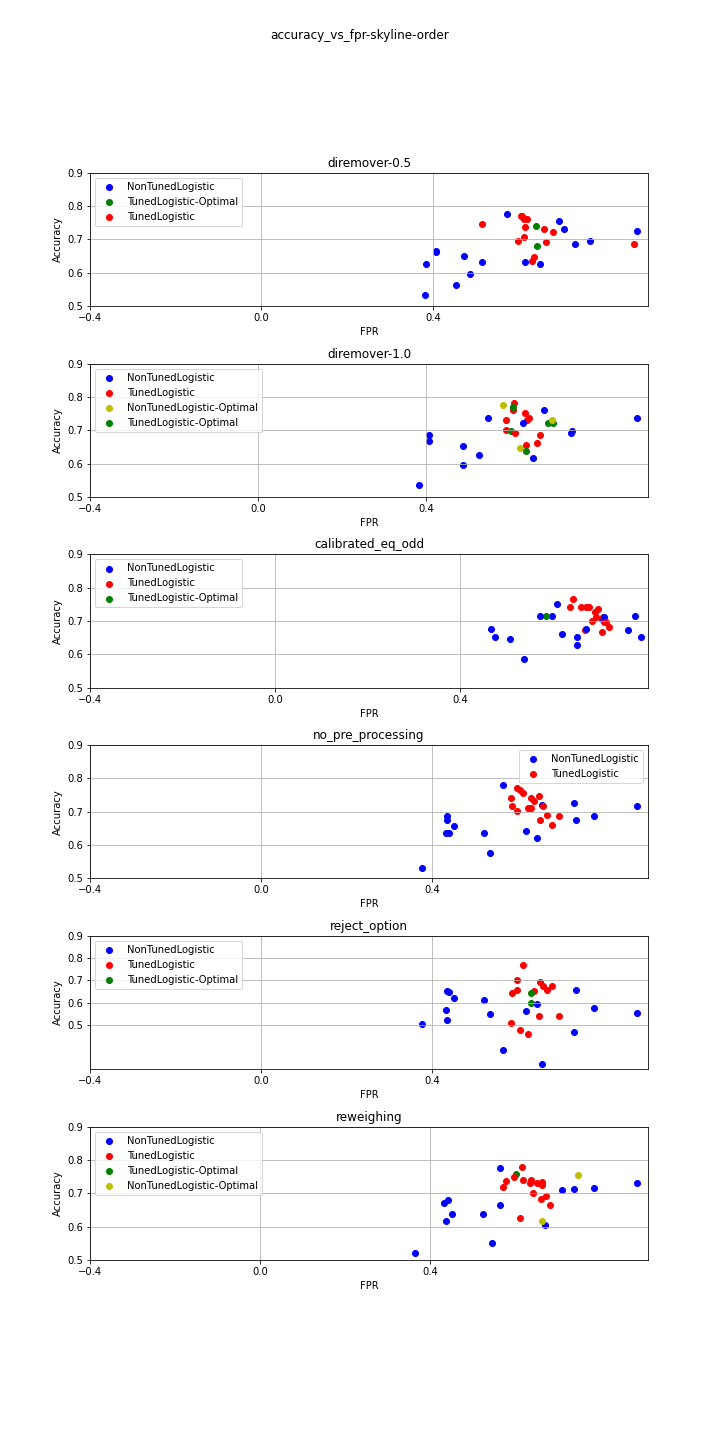 accuracy_vs_fpr-skyline-order
diremover-0.5
0.9
0.8
0.7
0.6
0.5
Accuracy
NonTunedLogistic
TunedLogistic-Optimal
TunedLogistic
−0.4 0.0 0.4
FPR
diremover-1.0
0.9
0.8
0.7
0.6
0.5
Accuracy
NonTunedLogistic
TunedLogistic
NonTunedLogistic-Optimal
TunedLogistic-Optimal
−0.4 0.0 0.4
FPR
calibrated_eq_odd
0.9
0.8
0.7
0.6
0.5
Accuracy
NonTunedLogistic
TunedLogistic
TunedLogistic-Optimal
−0.4 0.0 0.4
FPR
no_pre_processing
0.9
0.8
0.7
0.6
0.5
Accuracy
NonTunedLogistic
TunedLogistic
−0.4 0.0 0.4
FPR
reject_option
0.9
0.8
0.7
0.6
0.5
Accuracy
NonTunedLogistic
TunedLogistic
TunedLogistic-Optimal
−0.4 0.0 0.4
FPR
reweighing
0.9
0.8
0.7
0.6
0.5
Accuracy
NonTunedLogistic
TunedLogistic
TunedLogistic-Optimal
NonTunedLogistic-Optimal
−0.4 0.0 0.4
FPR